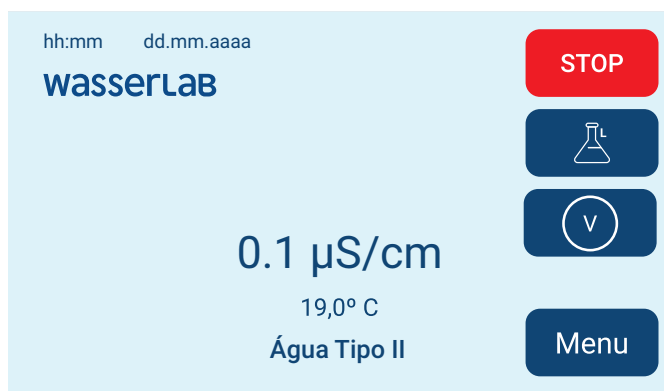 hh:mm dd.mm.aaaa
wasserLaB
STOP
L
V
0.1 µS/cm
19,0º C
Água Tipo II
Menu